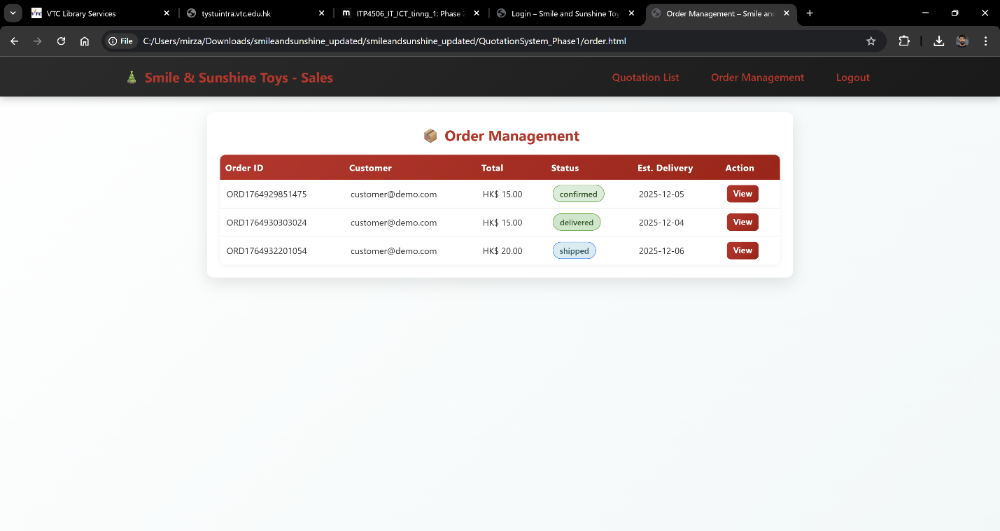 VTC VTC Library Services
tystuintra.vtc.edu.hk
m ITP4506_IT_ICT_tinng_1: Phase
Login – Smile and Sunshine Toy
Order Management – Smile an
File C:/Users/mirza/Downloads/smileandsunshine_updated/smileandsunshine_updated/QuotationSystem_Phase1/order.html
Smile & Sunshine Toys - Sales Quotation List Order Management Logout
Order Management
Order ID Customer Total Status Est. Delivery Action
ORD1764929851475 customer@demo.com HK$ 15.00 confirmed 2025-12-05 View
ORD1764930303024 customer@demo.com HK$ 15.00 delivered 2025-12-04 View
ORD1764932201054 customer@demo.com HK$ 20.00 shipped 2025-12-06 View